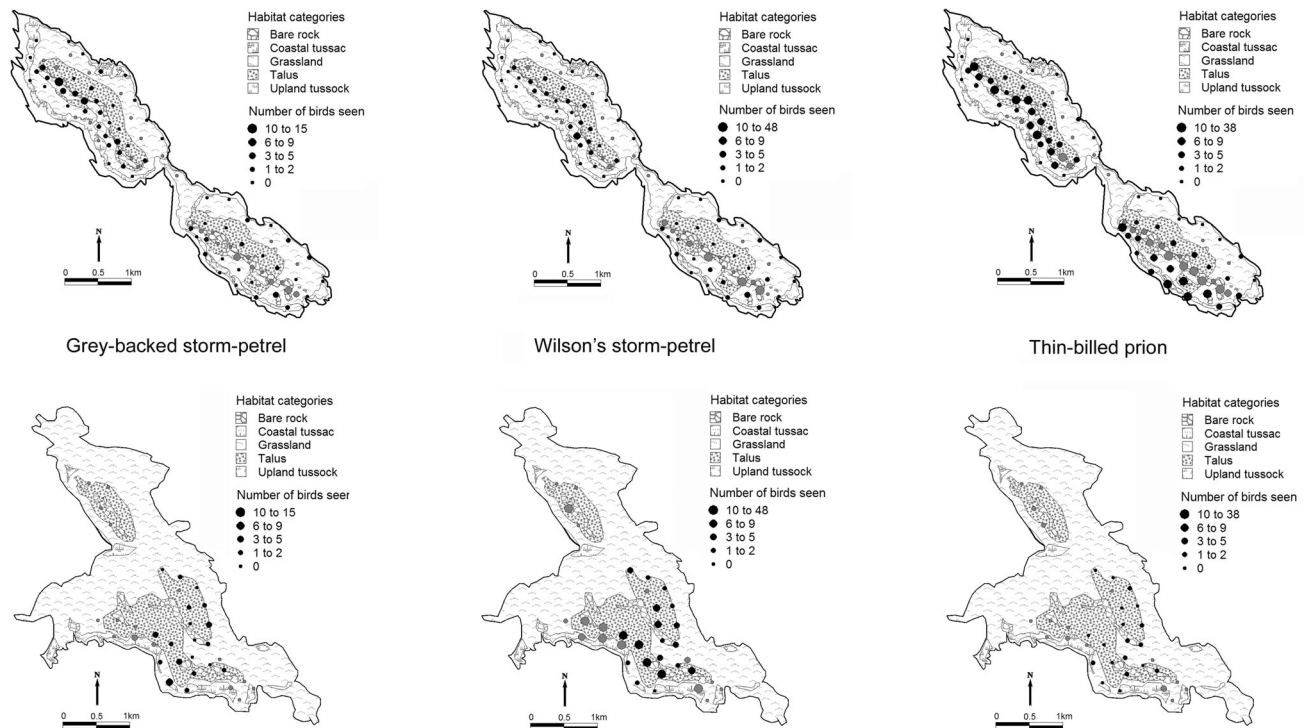 Habitat categories
Bare rock
Coastal tussac
Grassland
Talus
Upland tussock
Number of birds seen
10 to 15
6 to 9
3 to 5
1 to 2
0
N
0 0.5 1km
Habitat categories
Bare rock
Coastal tussac
Grassland
Talus
Upland tussock
Number of birds seen
10 to 48
6 to 9
3 to 5
1 to 2
0
N
0 0.5 1km
Habitat categories
Bare rock
Coastal tussac
Grassland
Talus
Upland tussock
Number of birds seen
10 to 38
6 to 9
3 to 5
1 to 2
0
N
0 0.5 1km
Grey-backed storm-petrel
Wilson's storm-petrel
Thin-billed prion
Habitat categories
Bare rock
Coastal tussac
Grassland
Talus
Upland tussock
Number of birds seen
10 to 15
6 to 9
3 to 5
1 to 2
0
N
0 0.5 1km
Habitat categories
Bare rock
Coastal tussac
Grassland
Talus
Upland tussock
Number of birds seen
10 to 48
6 to 9
3 to 5
1 to 2
0
N
0 0.5 1km
Habitat categories
Bare rock
Coastal tussac
Grassland
Talus
Upland tussock
Number of birds seen
10 to 38
6 to 9
3 to 5
1 to 2
0
N
0 0.5 1km